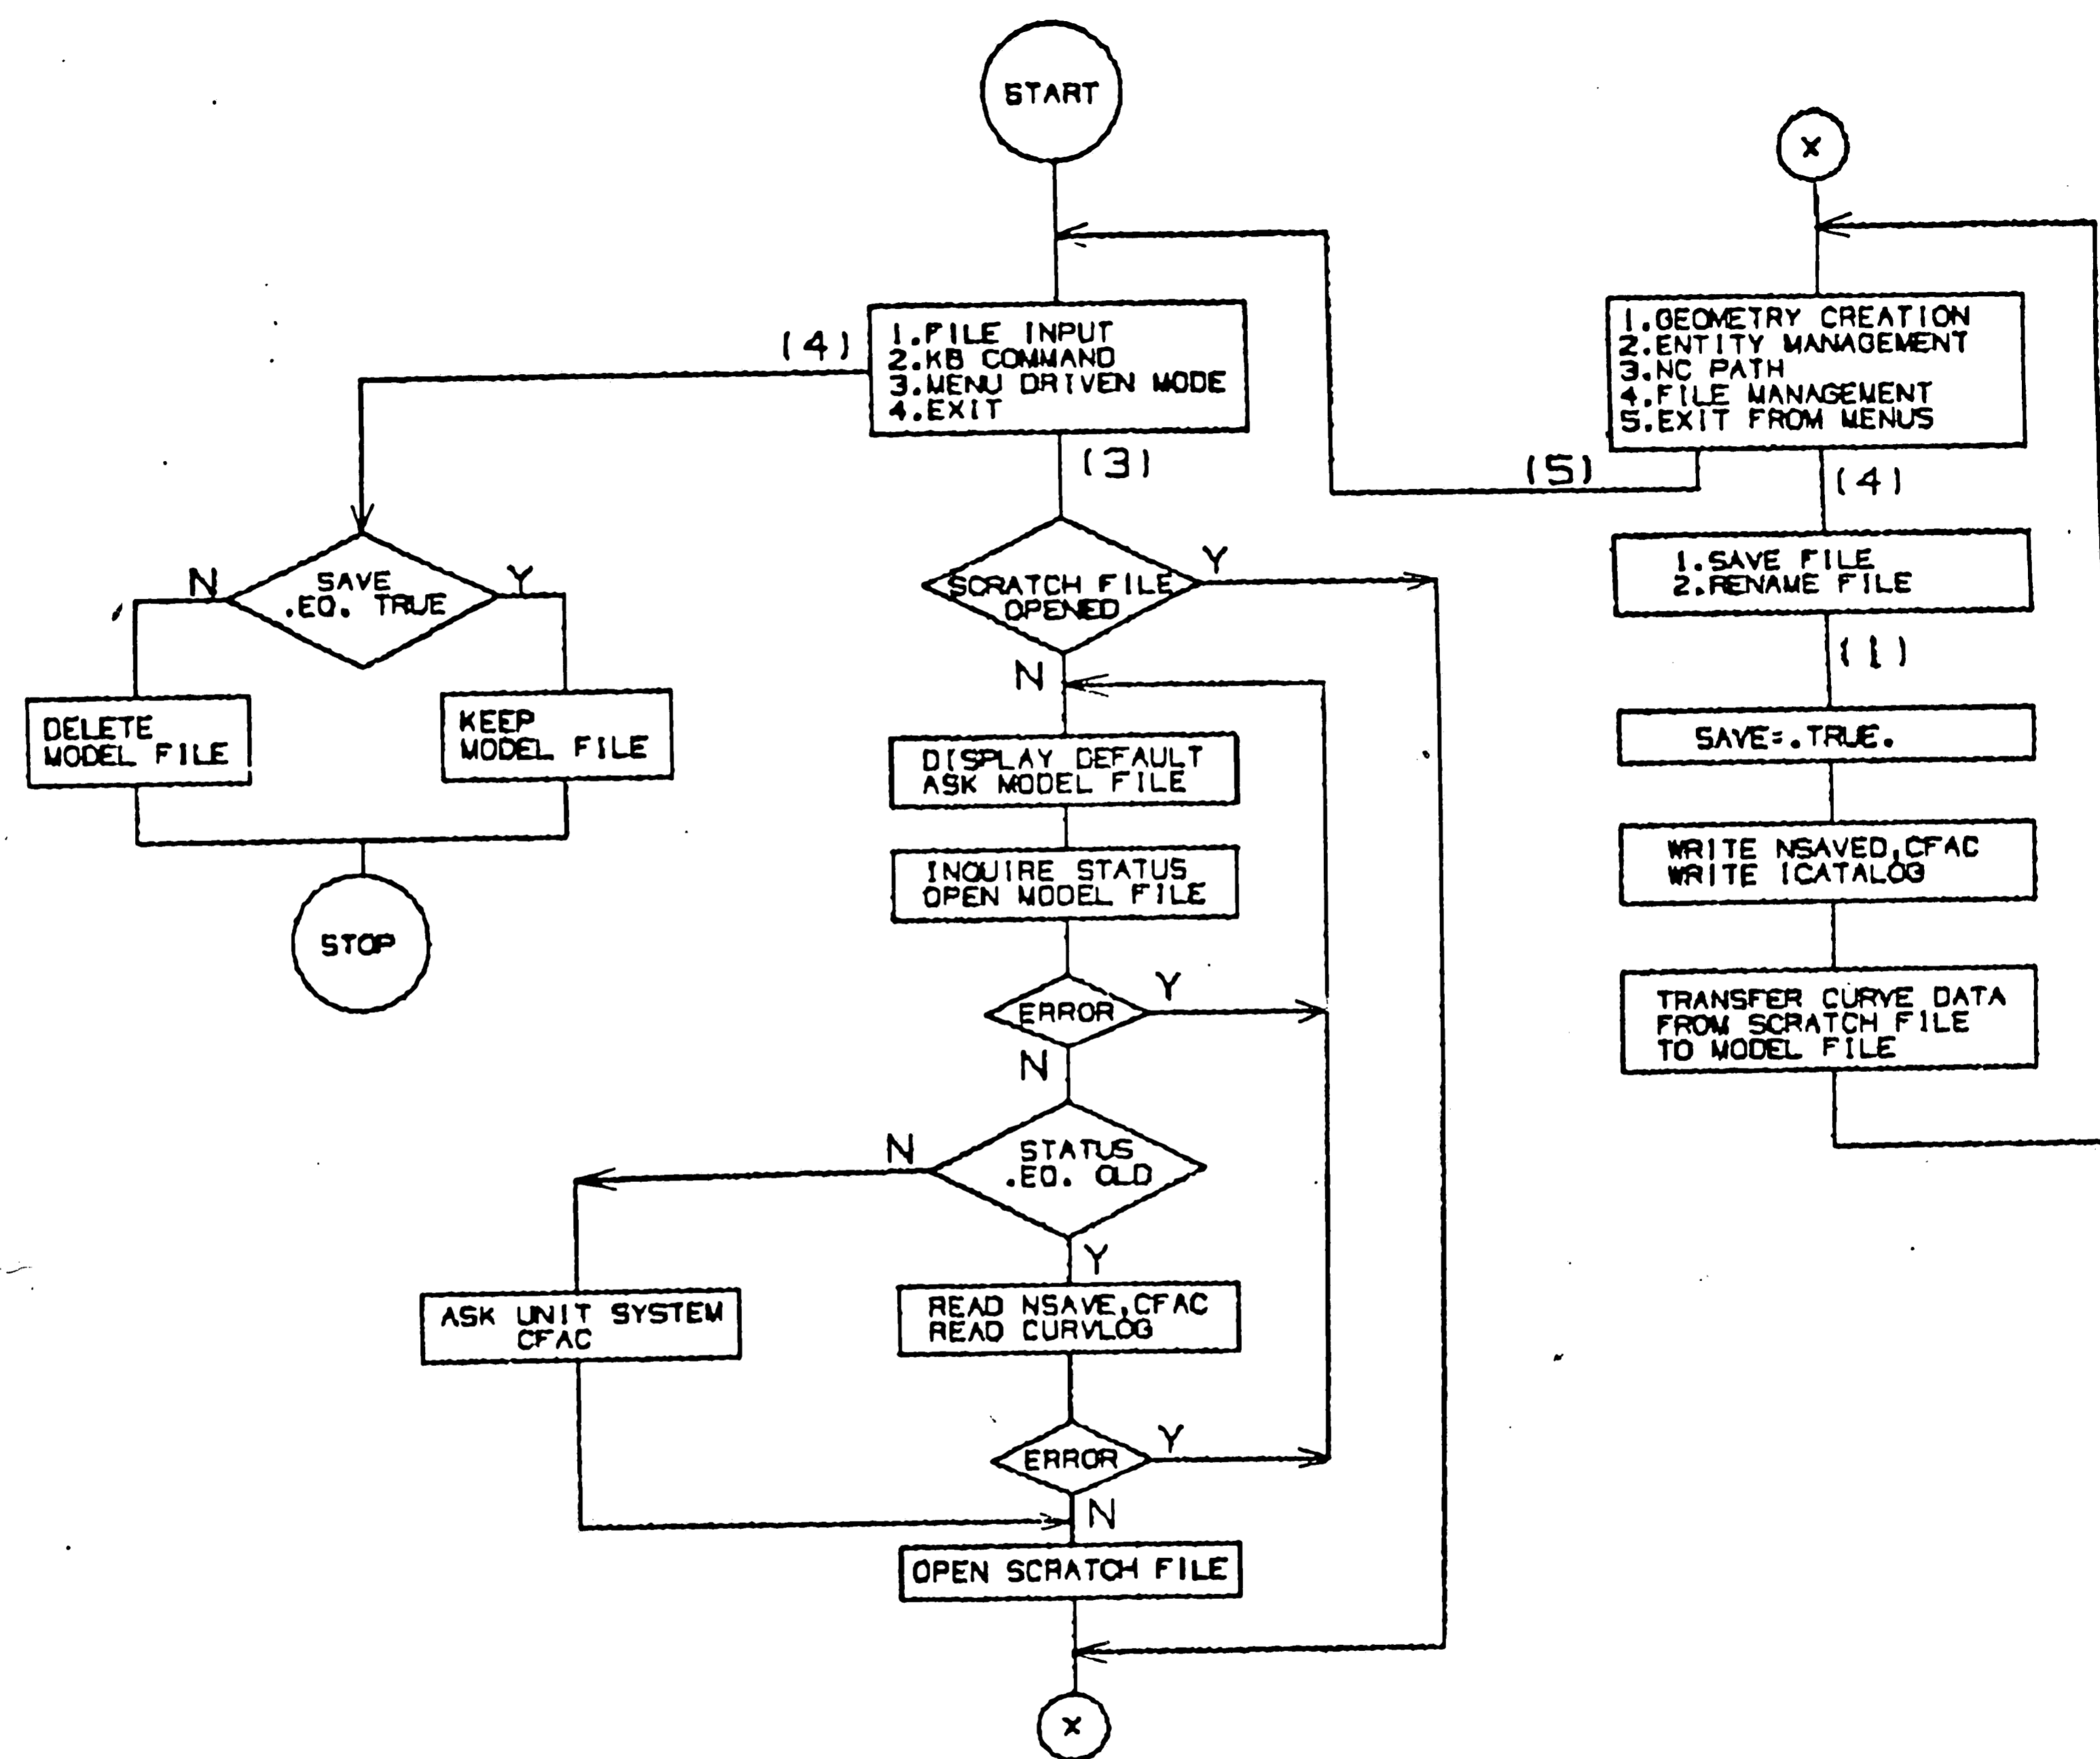 START
X
1.FILE INPUT
2.KB COMMAND
3.MENU DRIVEN MODE
4.EXIT
(4)
(3)
1.GEOMETRY CREATION
2.ENTITY MANAGEMENT
3.NC PATH
4.FILE MANAGEMENT
5.EXIT FROM MENUS
(5)
(4)
N
SAVE
.EQ. TRUE
Y
SCRATCH FILE
OPENED
Y
N
1.SAVE FILE
2.RENAME FILE
(1)
DELETE
MODEL FILE
KEEP
MODEL FILE
STOP
DISPLAY DEFAULT
ASK MODEL FILE
SAVE=.TRUE.
INQUIRE STATUS
OPEN MODEL FILE
WRITE NSAVED,CFAC
WRITE ICATALOG
ERROR
Y
N
TRANSFER CURVE DATA
FROM SCRATCH FILE
TO MODEL FILE
N
STATUS
.EQ. OLD
Y
ASK UNIT SYSTEM
CFAC
READ NSAVE,CFAC
READ CURVLOG
ERROR
Y
N
OPEN SCRATCH FILE
X